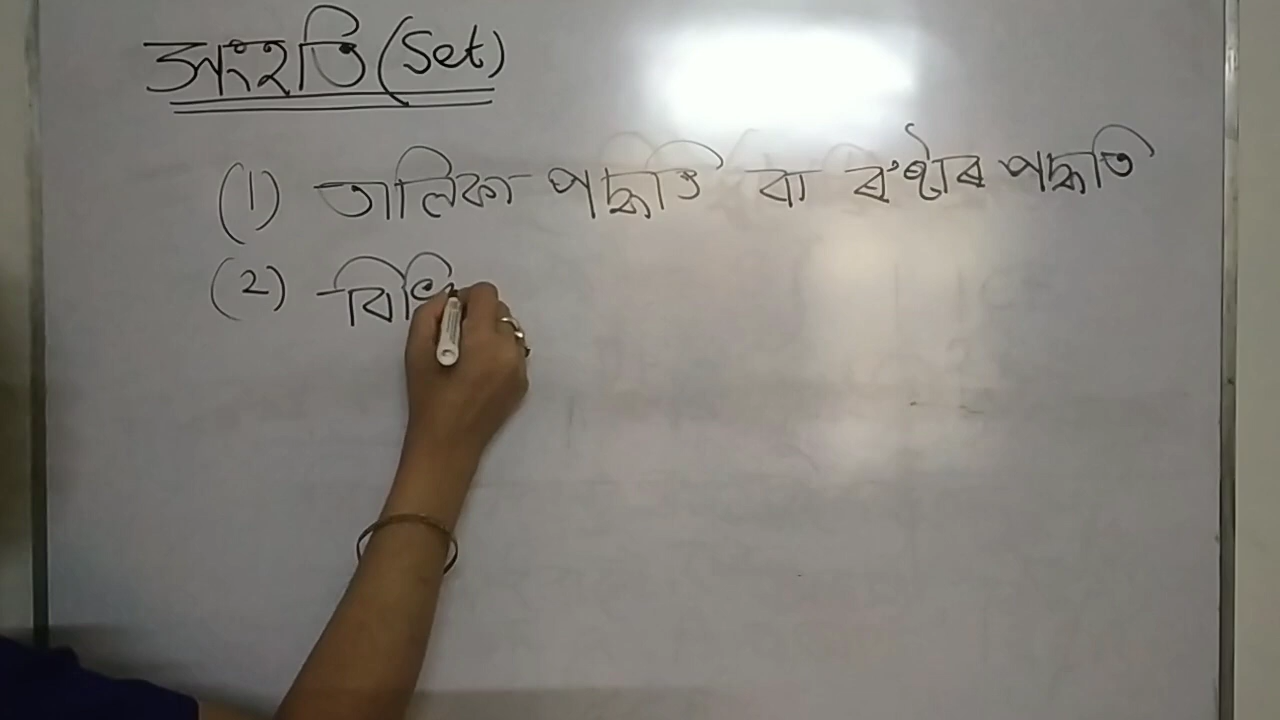 সংহতি (Set)
(1) তালিকা পদ্ধতি বা ৰ'ষ্টাৰ পদ্ধতি
(2) বিধি